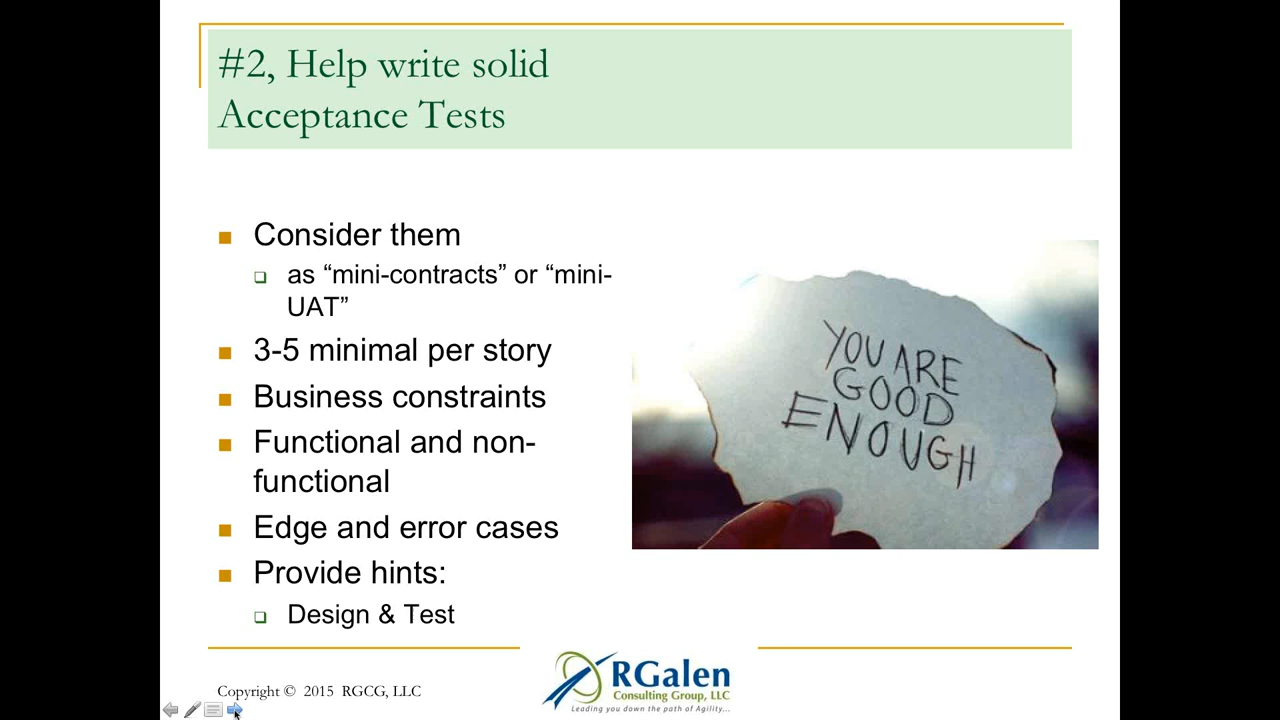 #2, Help write solid
Acceptance Tests
Consider them
as “mini-contracts” or “mini-
UAT”
3-5 minimal per story
Business constraints
Functional and non-
functional
Edge and error cases
Provide hints:
Design & Test
YOU ARE
GOOD
ENOUGH
Copyright © 2015 RGCG, LLC
RGalen
Consulting Group, LLC
Leading you down the path of Agility...